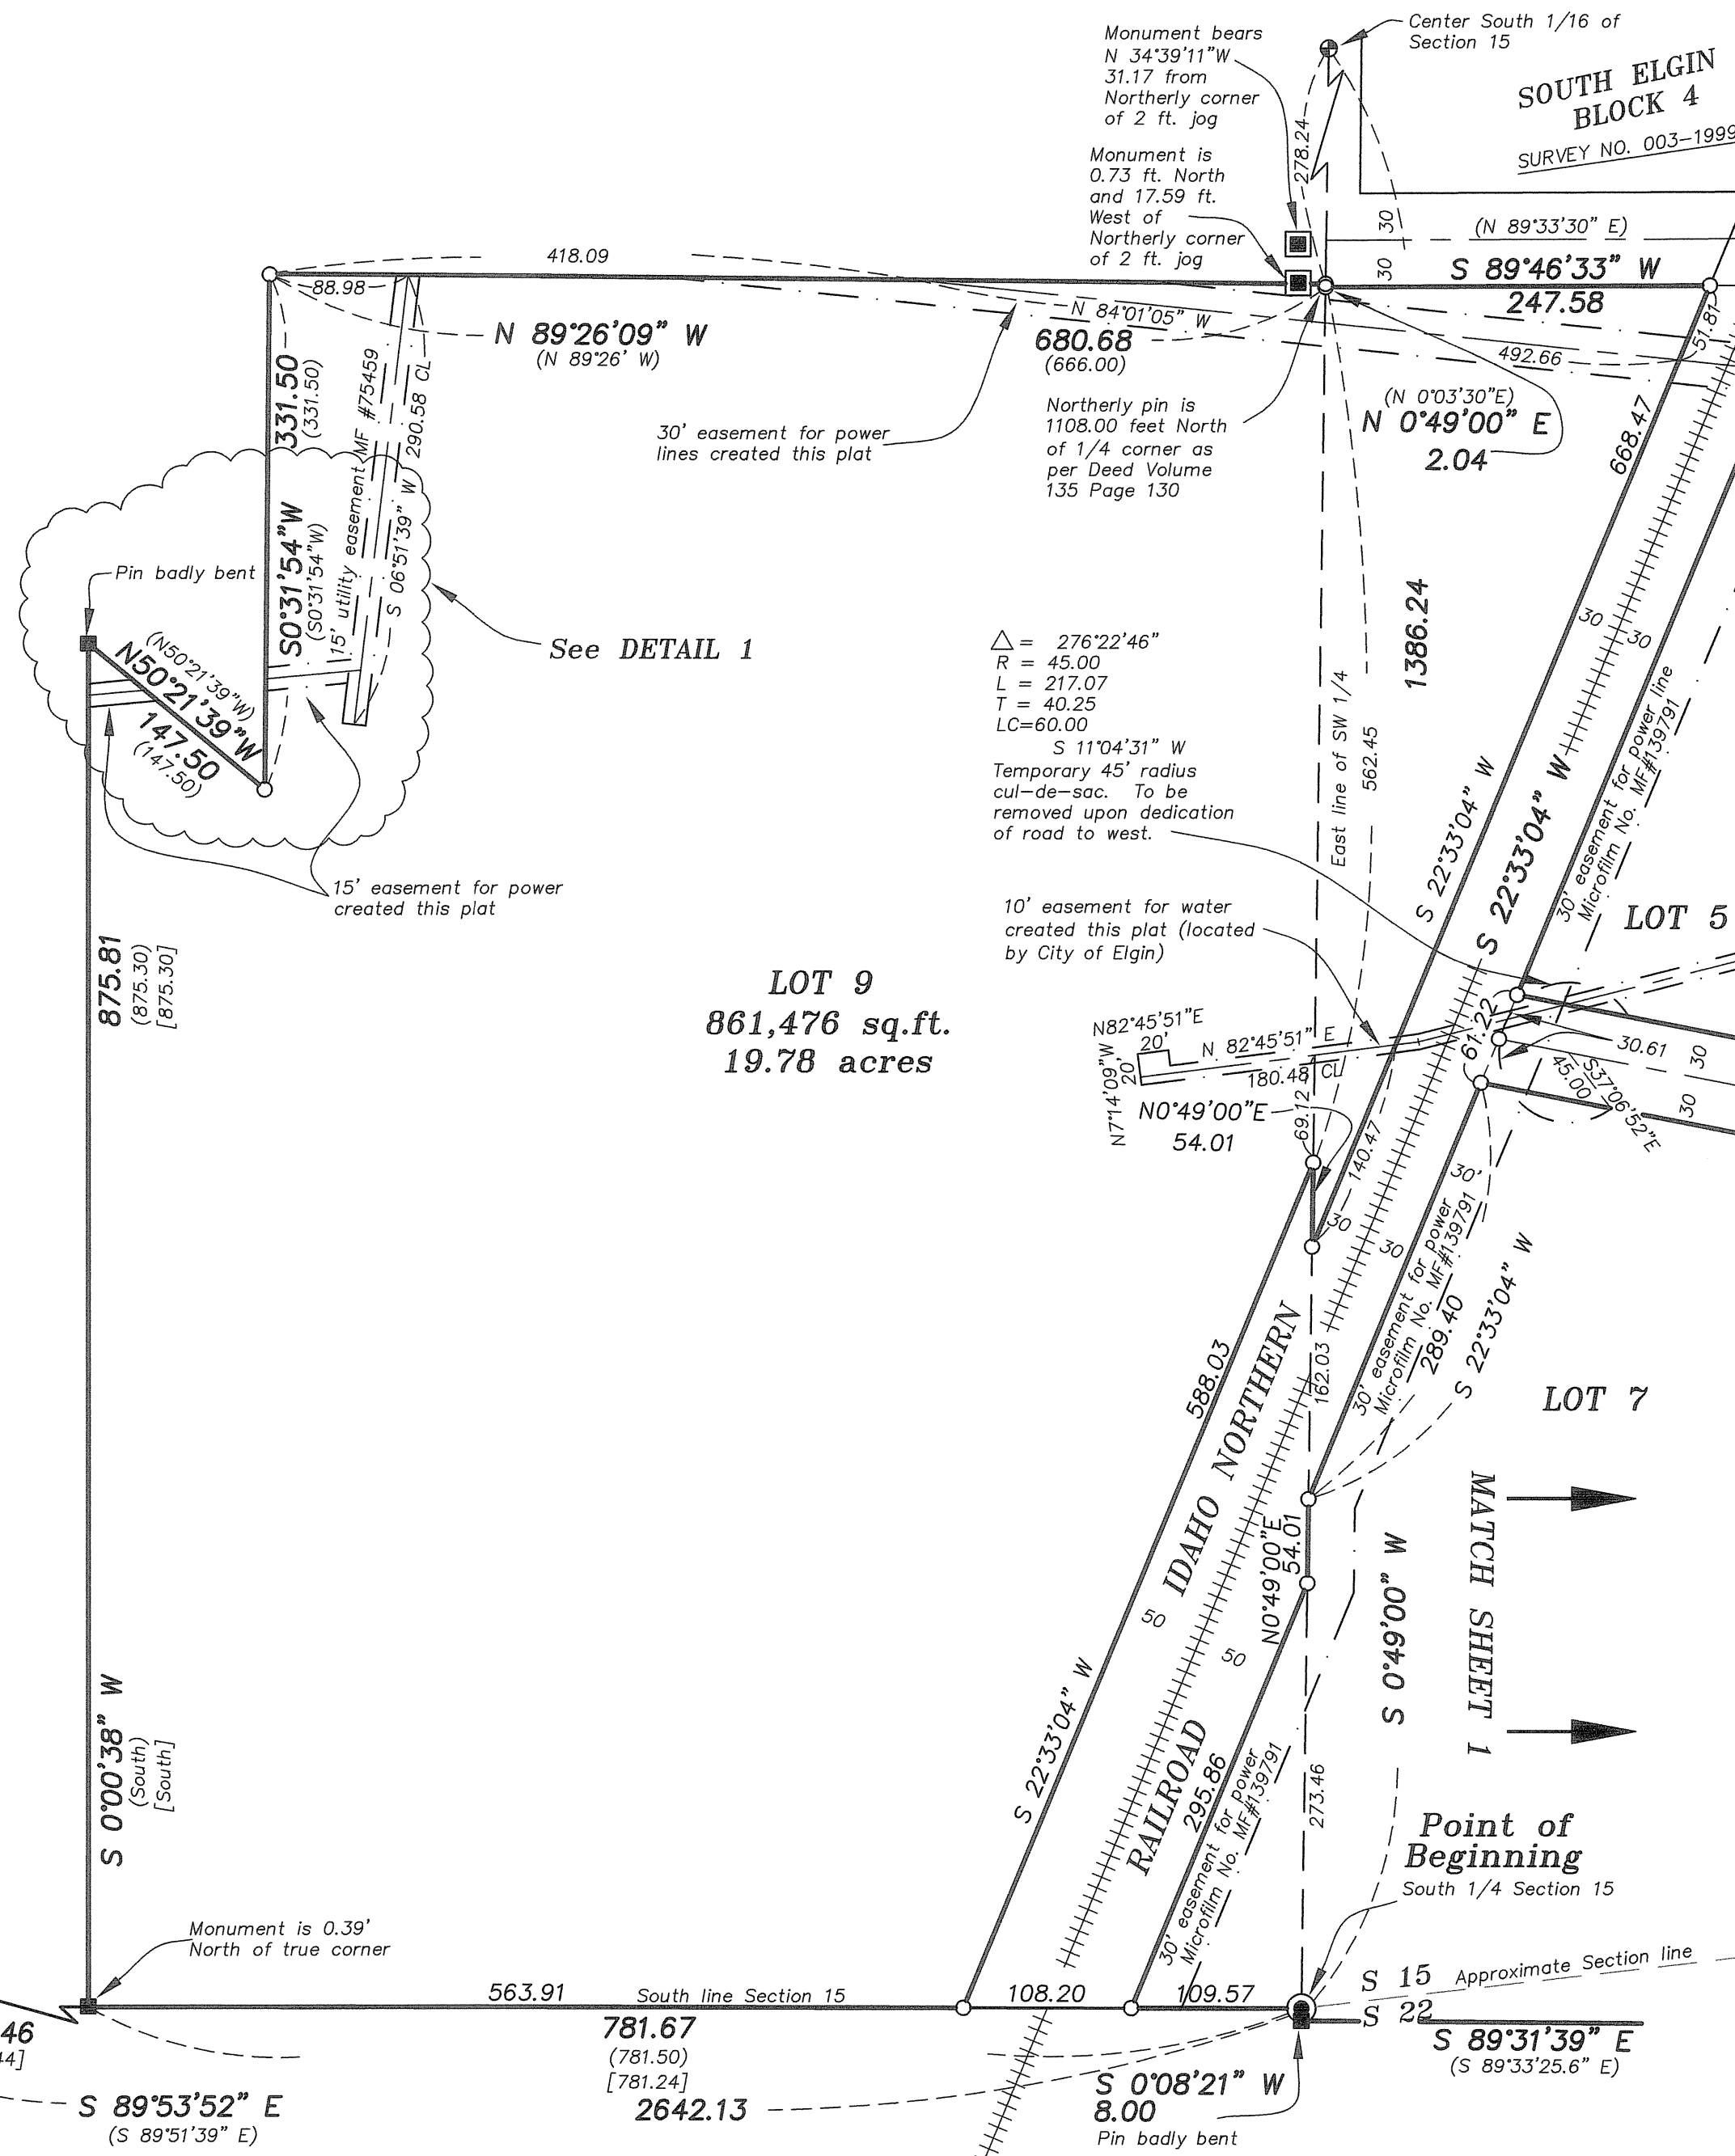 Monument bears
N 34°39'11"W
31.17 from
Northerly corner
of 2 ft. jog
Center South 1/16 of
Section 15
SOUTH ELGIN
BLOCK 4
SURVEY NO. 003-1999
278.24
Monument is
0.73 ft. North
and 17.59 ft.
West of
Northerly corner
of 2 ft. jog
30
30
(N 89°33'30" E)
S 89°46'33" W
247.58
418.09
88.98
N 89°26'09" W
(N 89°26' W)
N 84°01'05" W
680.68
(666.00)
492.66
51.81
331.50
(331.50)
S0°31'54"W
(S0°31'54"W)
15' utility easement MF #75459
290.58 CL
S 06°51'39" W
30' easement for power
lines created this plat
Northerly pin is
1108.00 feet North
of 1/4 corner as
per Deed Volume
135 Page 130
(N 0°03'30"E)
N 0°49'00" E
2.04
668.47
Pin badly bent
See DETAIL 1
(N50°21'39"W)
N50°21'39"W
147.50
(147.50)
15' easement for power
created this plat
△ = 276°22'46"
R = 45.00
L = 217.07
T = 40.25
LC=60.00
S 11°04'31" W
Temporary 45' radius
cul-de-sac. To be
removed upon dedication
of road to west.
1386.24
East line of SW 1/4
562.45
30
30
S 22°33'04" W
S 22°33'04" W
30' easement for power line
Microfilm No. MF#139791
LOT 5
10' easement for water
created this plat (located
by City of Elgin)
875.81
(875.30)
[875.30]
LOT 9
861,476 sq.ft.
19.78 acres
N82°45'51"E
20'
N 82°45'51" E
180.48 CL
N7°14'09"W
20'
61.22
30.61
30
30
S37°06'52"E
45.00
N0°49'00"E
54.01
69.12
140.47
30
30
30'
30' easement for power
Microfilm No. MF#139791
289.40
S 22°33'04" W
588.03
162.03
IDAHO NORTHERN
RAILROAD
LOT 7
MATCH SHEET 1
N0°49'00"E
54.01
50
50
S 0°49'00" W
S 22°33'04" W
295.86
30' easement for power
Microfilm No. MF#139791
273.46
S 0°00'38" W
(South)
[South]
Point of
Beginning
South 1/4 Section 15
Monument is 0.39'
North of true corner
563.91
South line Section 15
108.20
109.57
S 15
Approximate Section line
S 22
46
4]
781.67
(781.50)
[781.24]
2642.13
S 89°31'39" E
(S 89°33'25.6" E)
S 89°53'52" E
(S 89°51'39" E)
S 0°08'21" W
8.00
Pin badly bent